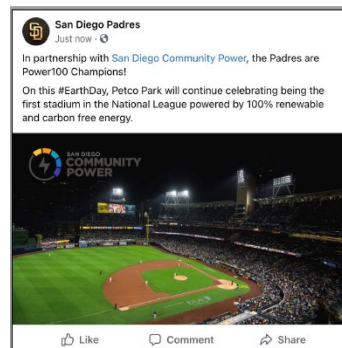 San Diego Padres
Just now ·
In partnership with San Diego Community Power, the Padres are
Power100 Champions!
On this #EarthDay, Petco Park will continue celebrating being the
first stadium in the National League powered by 100% renewable
and carbon free energy.
SAN DIEGO
COMMUNITY
POWER
Like Comment Share